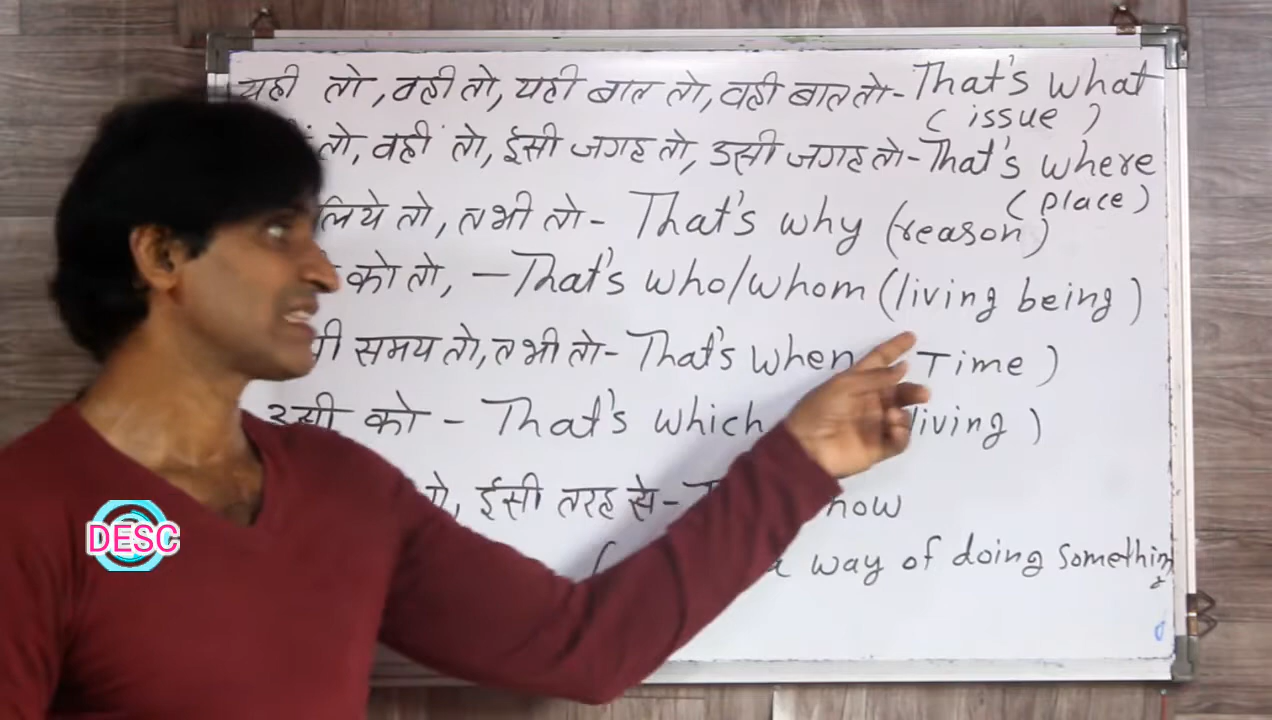 यही तो, वही तो, यही बात तो, वही बात तो- That's what
( issue )
तो, वहीं तो, ईसी जगह तो, उसी जगह तो- That's where
( place )
लिये तो, तभी तो- That's why (reason)
को तो, - That's who/whom (living being)
समय तो, तभी तो- That's when Time )
उसी को - That's which living )
ईसी तरह से- how
way of doing something
DESC